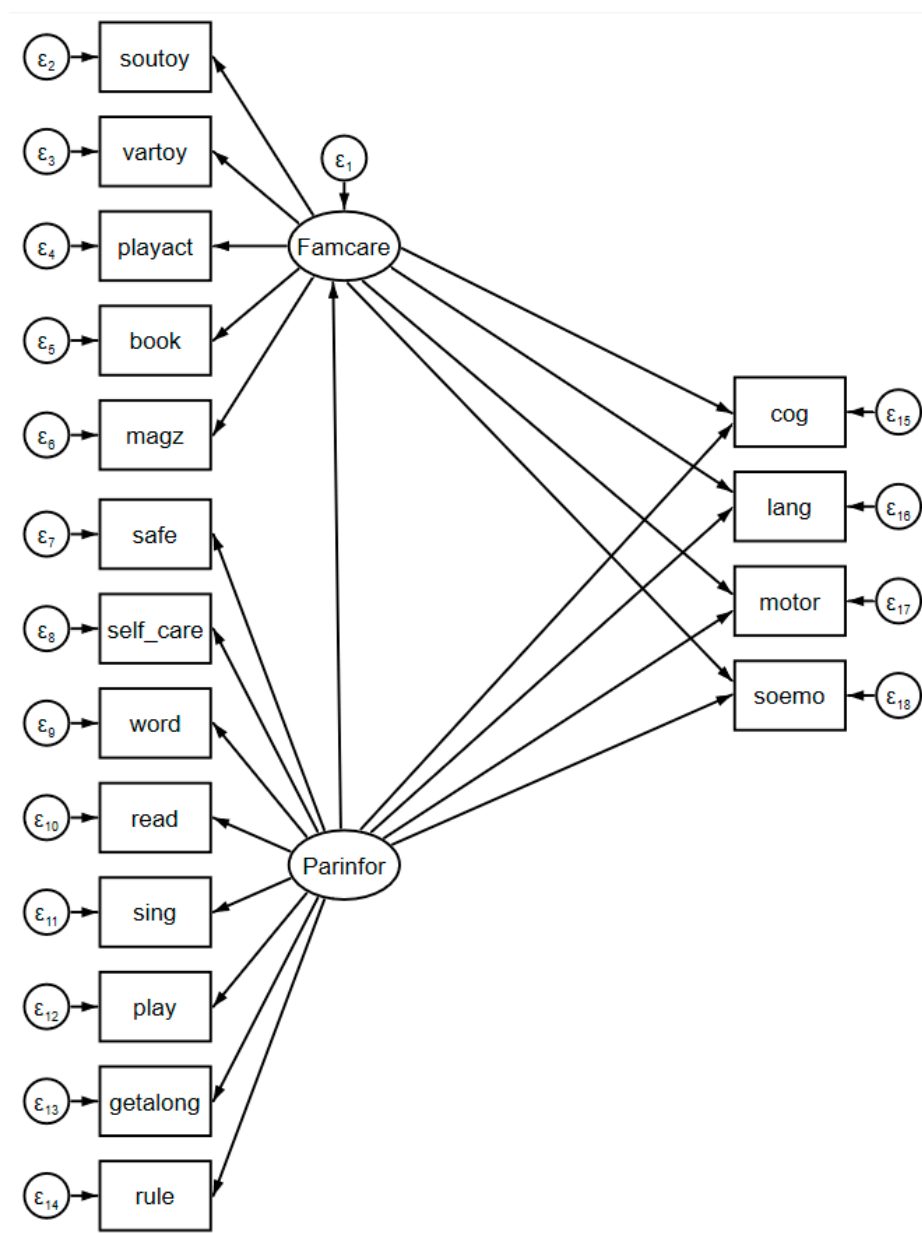 ε2
soutoy
ε3
vartoy
ε1
ε4
playact
Famcare
ε5
book
ε6
magz
cog
ε15
ε7
safe
lang
ε16
ε8
self_care
motor
ε17
ε9
word
soemo
ε18
ε10
read
Parinfor
ε11
sing
ε12
play
ε13
getalong
ε14
rule